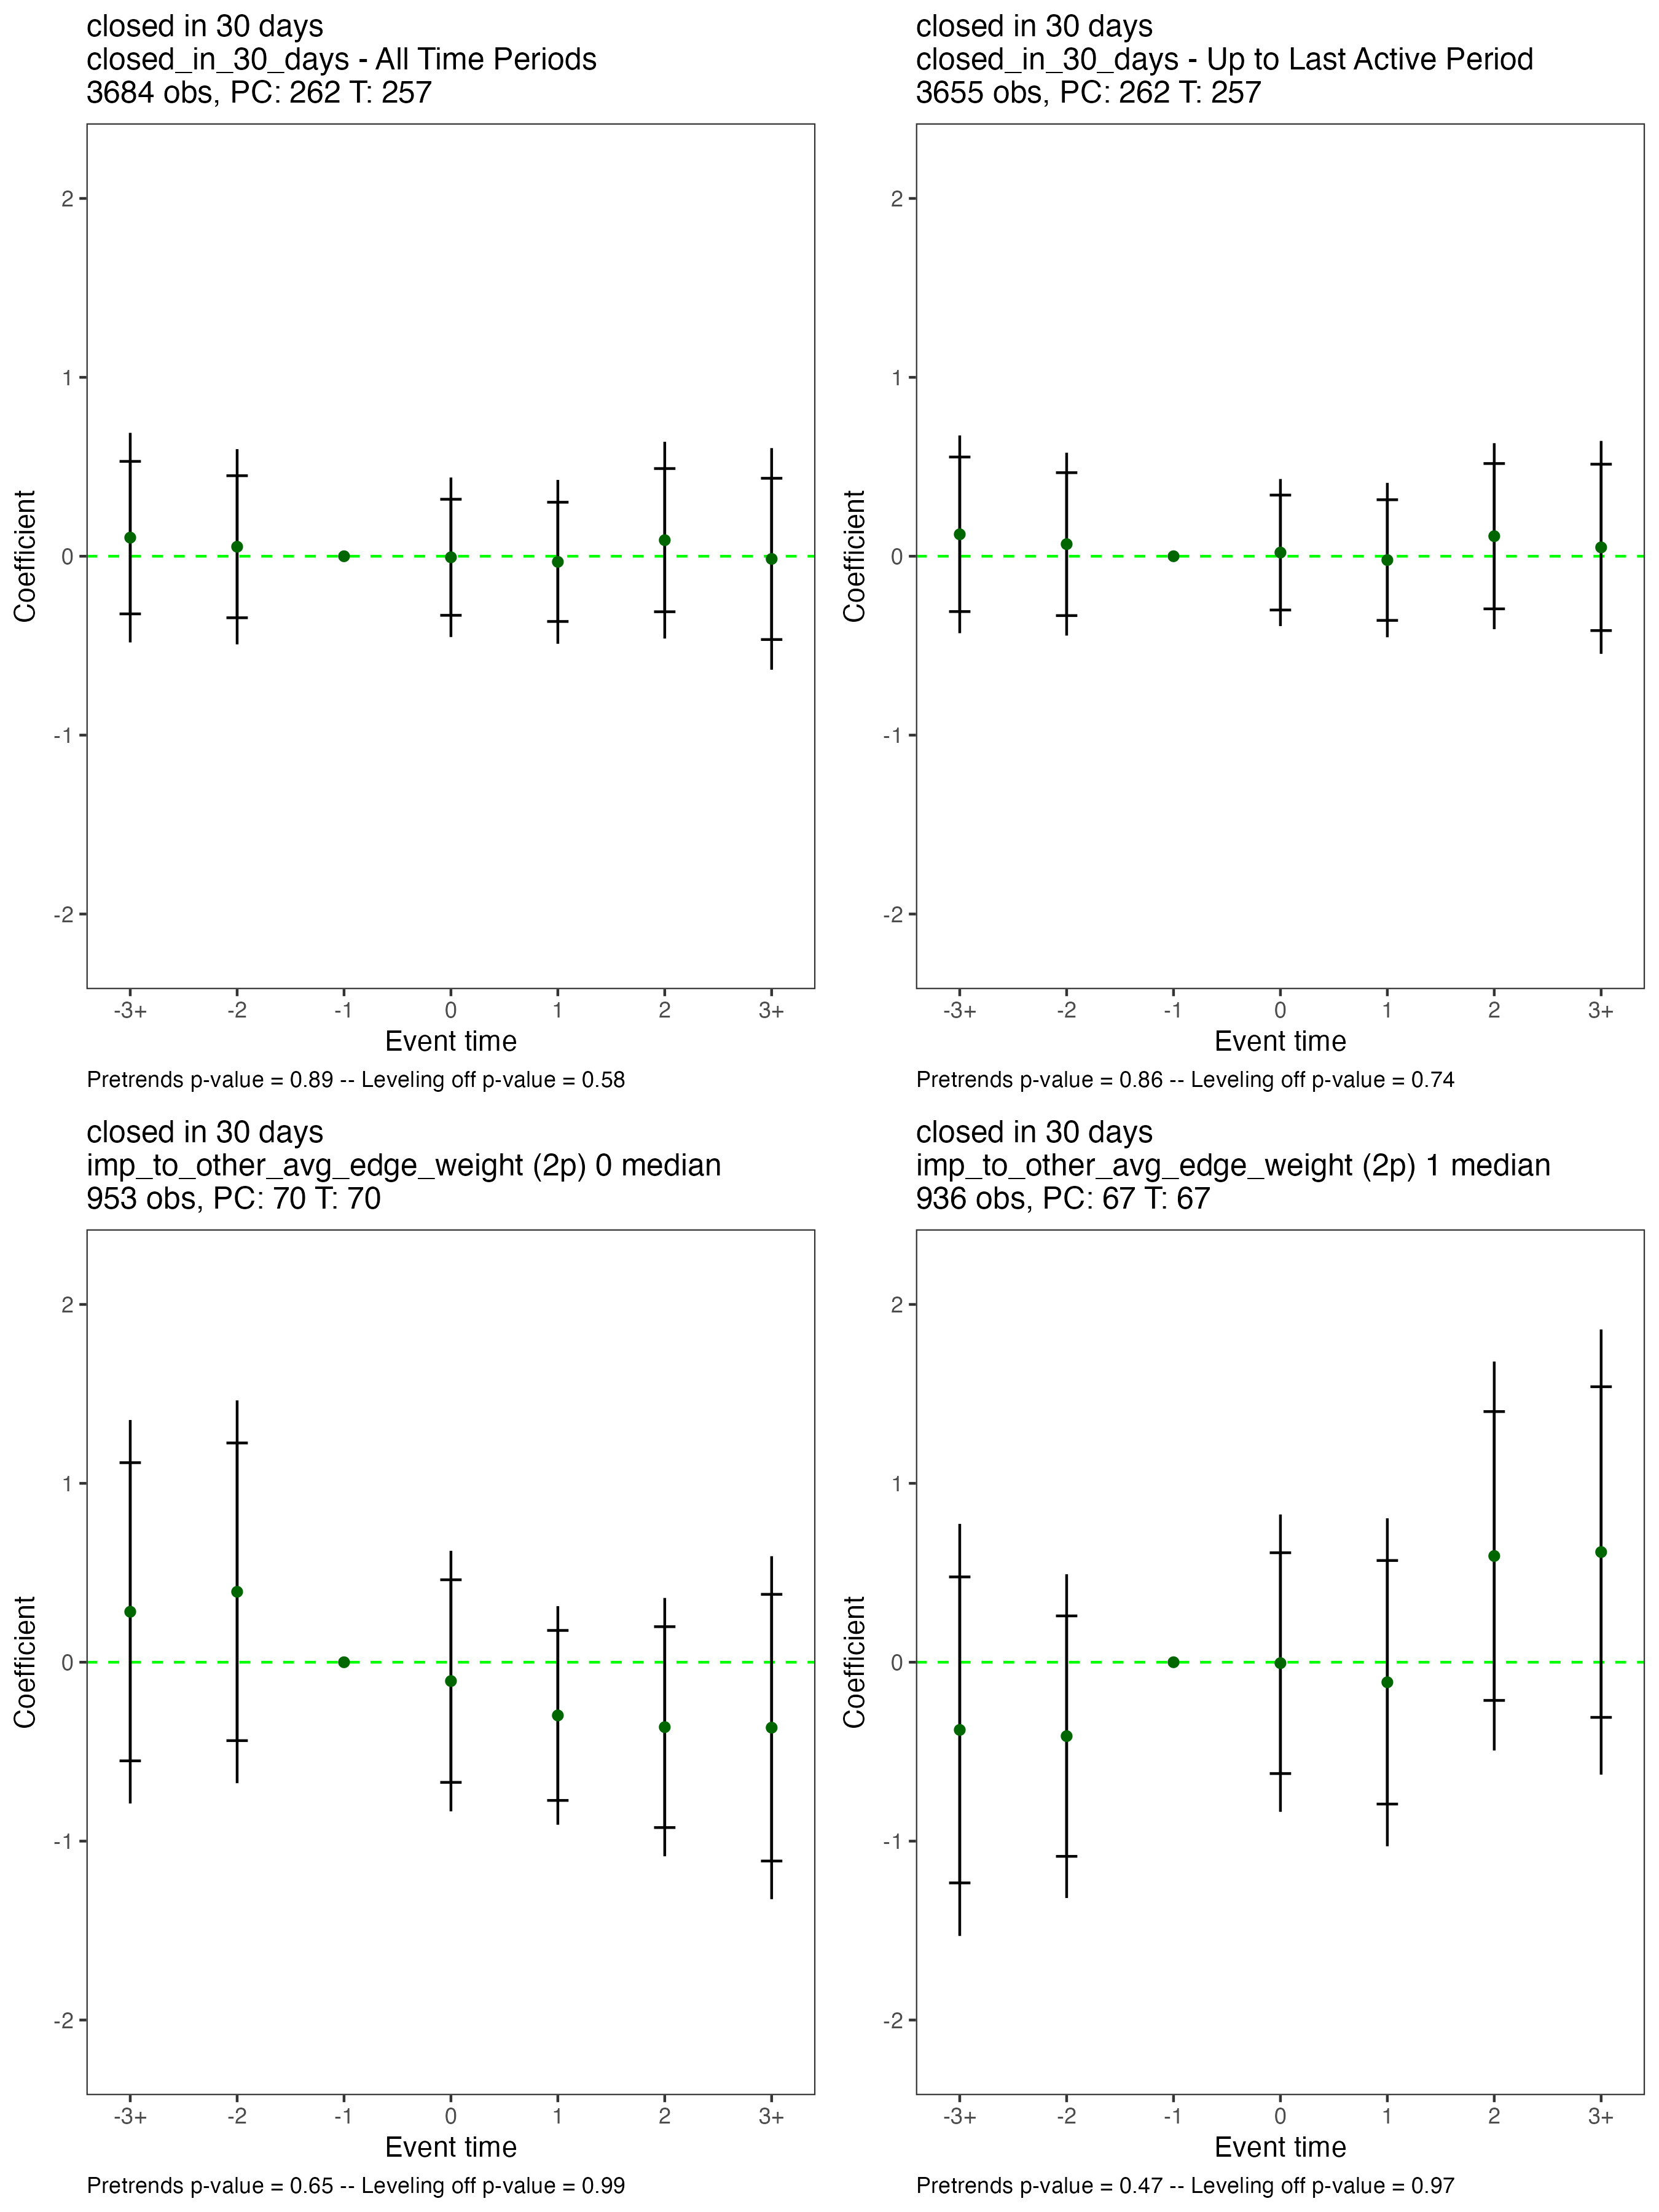 closed in 30 days
closed_in_30_days - All Time Periods
3684 obs, PC: 262 T: 257
2
1
0
-1
-2
Coefficient
-3+ -2 -1 0 1 2 3+
Event time
Pretrends p-value = 0.89 -- Leveling off p-value = 0.58
closed in 30 days
closed_in_30_days - Up to Last Active Period
3655 obs, PC: 262 T: 257
2
1
0
-1
-2
Coefficient
-3+ -2 -1 0 1 2 3+
Event time
Pretrends p-value = 0.86 -- Leveling off p-value = 0.74
closed in 30 days
imp_to_other_avg_edge_weight (2p) 0 median
953 obs, PC: 70 T: 70
2
1
0
-1
-2
Coefficient
-3+ -2 -1 0 1 2 3+
Event time
Pretrends p-value = 0.65 -- Leveling off p-value = 0.99
closed in 30 days
imp_to_other_avg_edge_weight (2p) 1 median
936 obs, PC: 67 T: 67
2
1
0
-1
-2
Coefficient
-3+ -2 -1 0 1 2 3+
Event time
Pretrends p-value = 0.47 -- Leveling off p-value = 0.97